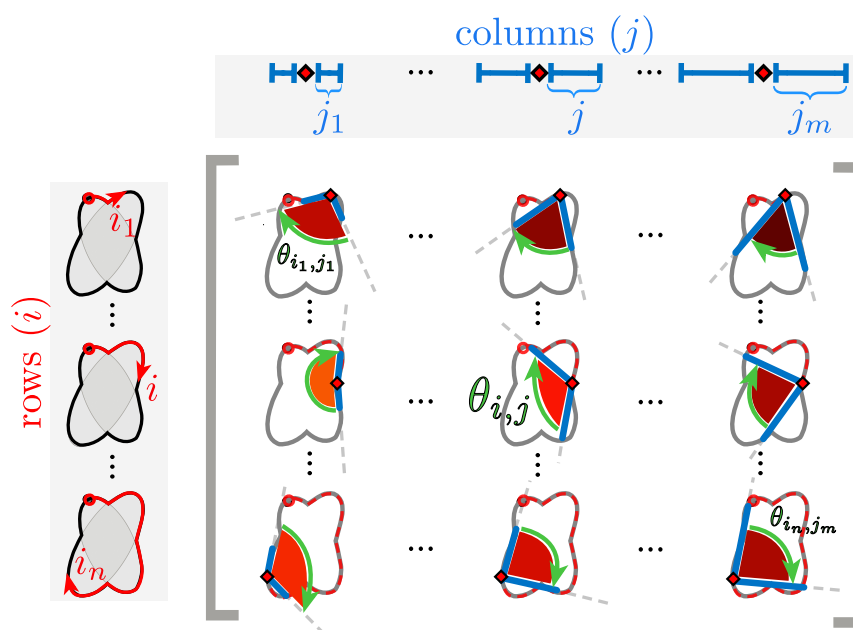 columns (j)
... ...
j₁ j jₘ
rows (i)
i₁
θ_{i₁,j₁}
... ...
⋮ ⋮ ⋮ ⋮
i
θ_{i,j}
... ...
⋮ ⋮ ⋮ ⋮
iₙ
θ_{iₙ,jₘ}
... ...